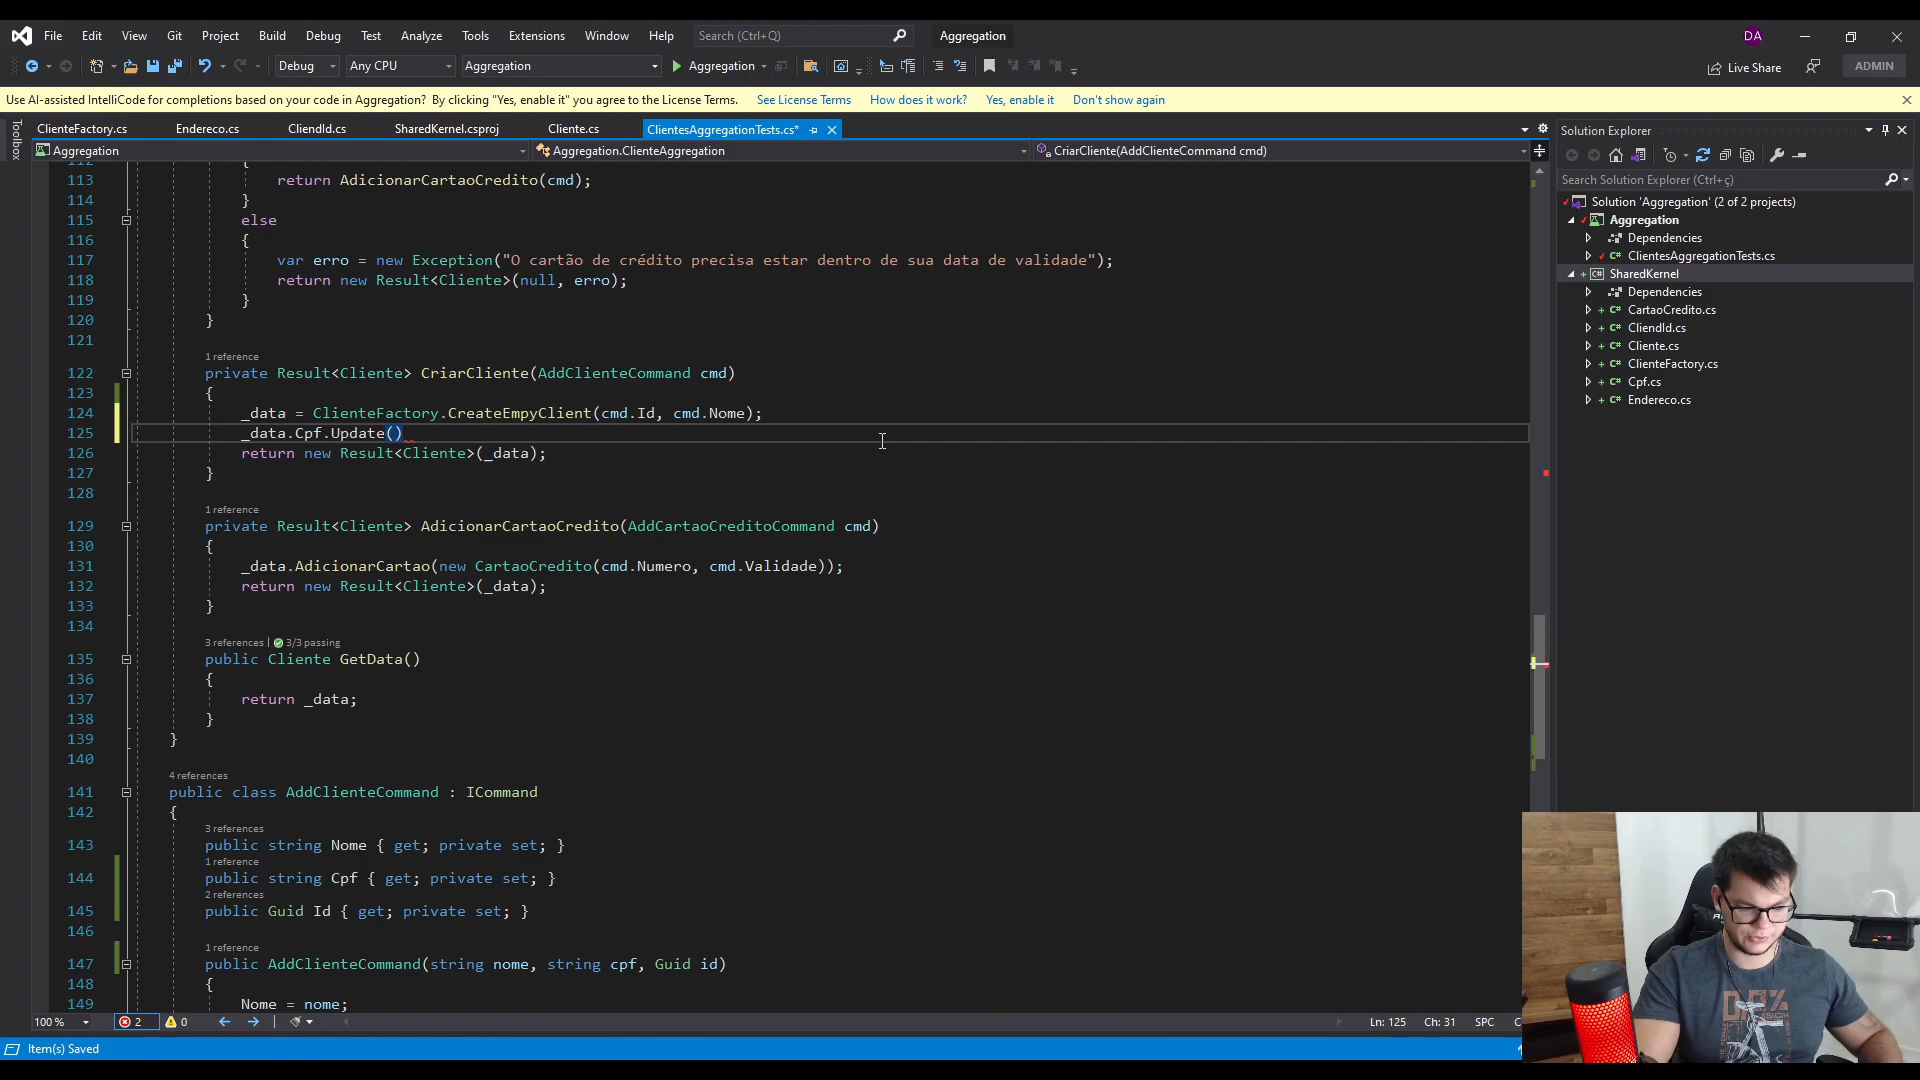 File Edit View Git Project Build Debug Test Analyze Tools Extensions Window Help Search (Ctrl+Q) Aggregation DA
Debug Any CPU Aggregation Aggregation Live Share ADMIN
Use AI-assisted IntelliCode for completions based on your code in Aggregation? By clicking "Yes, enable it" you agree to the License Terms. See License Terms How does it work? Yes, enable it Don't show again
Toolbox
ClienteFactory.cs Endereco.cs CliendId.cs SharedKernel.csproj Cliente.cs ClientesAggregationTests.cs*
Aggregation Aggregation.ClienteAggregation CriarCliente(AddClienteCommand cmd)
112 {
113 return AdicionarCartaoCredito(cmd);
114 }
115 else
116 {
117 var erro = new Exception("O cartão de crédito precisa estar dentro de sua data de validade");
118 return new Result<Cliente>(null, erro);
119 }
120 }
121
1 reference
122 private Result<Cliente> CriarCliente(AddClienteCommand cmd)
123 {
124 _data = ClienteFactory.CreateEmpyClient(cmd.Id, cmd.Nome);
125 _data.Cpf.Update()
126 return new Result<Cliente>(_data);
127 }
128
1 reference
129 private Result<Cliente> AdicionarCartaoCredito(AddCartaoCreditoCommand cmd)
130 {
131 _data.AdicionarCartao(new CartaoCredito(cmd.Numero, cmd.Validade));
132 return new Result<Cliente>(_data);
133 }
134
3 references | 3/3 passing
135 public Cliente GetData()
136 {
137 return _data;
138 }
139 }
140
4 references
141 public class AddClienteCommand : ICommand
142 {
3 references
143 public string Nome { get; private set; }
1 reference
144 public string Cpf { get; private set; }
2 references
145 public Guid Id { get; private set; }
146
1 reference
147 public AddClienteCommand(string nome, string cpf, Guid id)
148 {
149 Nome = nome;
100 % 2 0 Ln: 125 Ch: 31 SPC
Item(s) Saved
Solution Explorer
Search Solution Explorer (Ctrl+ç)
Solution 'Aggregation' (2 of 2 projects)
Aggregation
Dependencies
ClientesAggregationTests.cs
SharedKernel
Dependencies
CartaoCredito.cs
CliendId.cs
Cliente.cs
ClienteFactory.cs
Cpf.cs
Endereco.cs